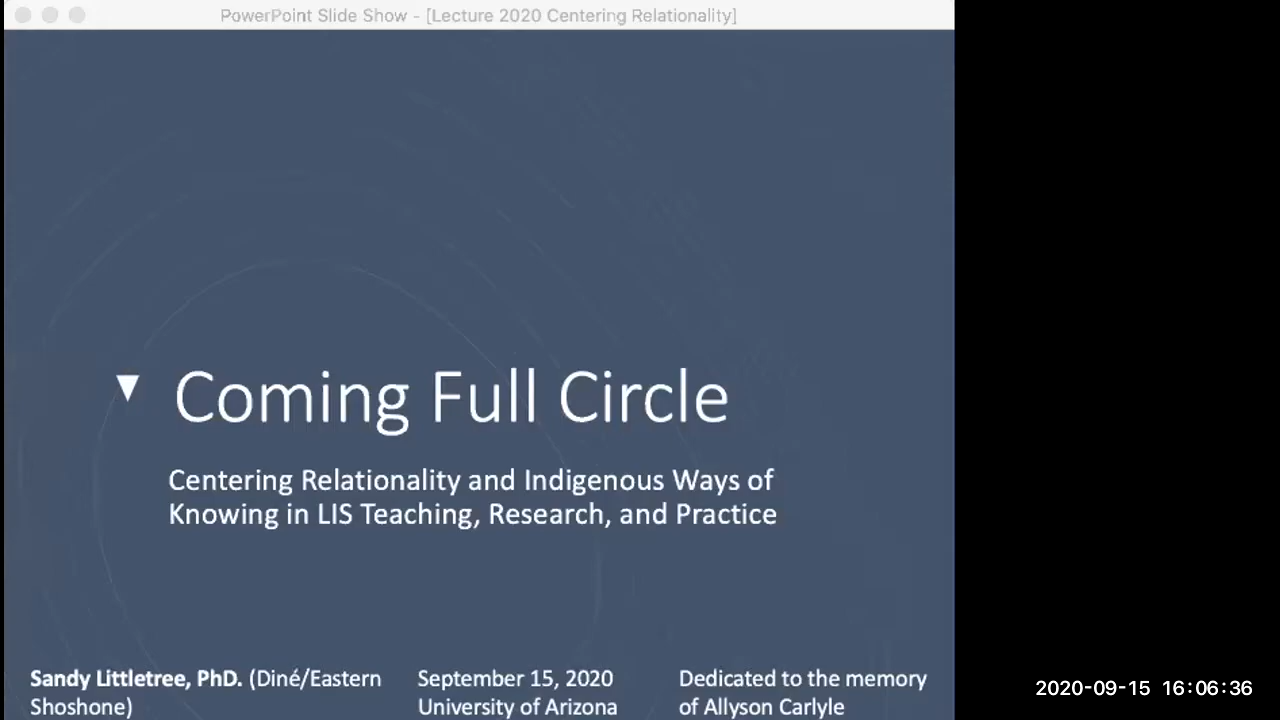 PowerPoint Slide Show - [Lecture 2020 Centering Relationality]
Coming Full Circle
Centering Relationality and Indigenous Ways of
Knowing in LIS Teaching, Research, and Practice
Sandy Littletree, PhD. (Diné/Eastern
Shoshone)
September 15, 2020
University of Arizona
Dedicated to the memory
of Allyson Carlyle
2020-09-15 16:06:36